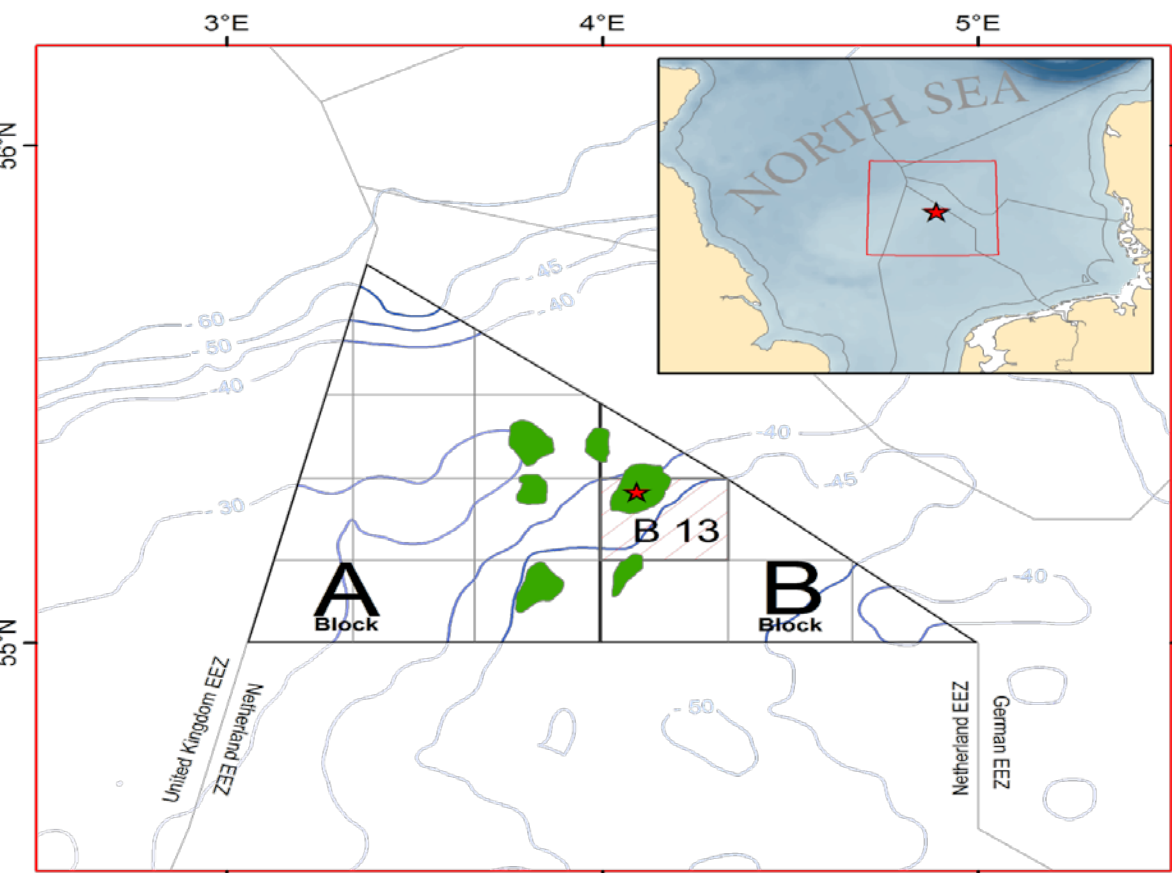 3°E
4°E
5°E
56°N
55°N
NORTH SEA
-45
-40
-60
-50
-40
-40
-45
-30
B 13
A
Block
B
Block
-40
-50
United Kingdom EEZ
Netherland EEZ
Netherland EEZ
German EEZ